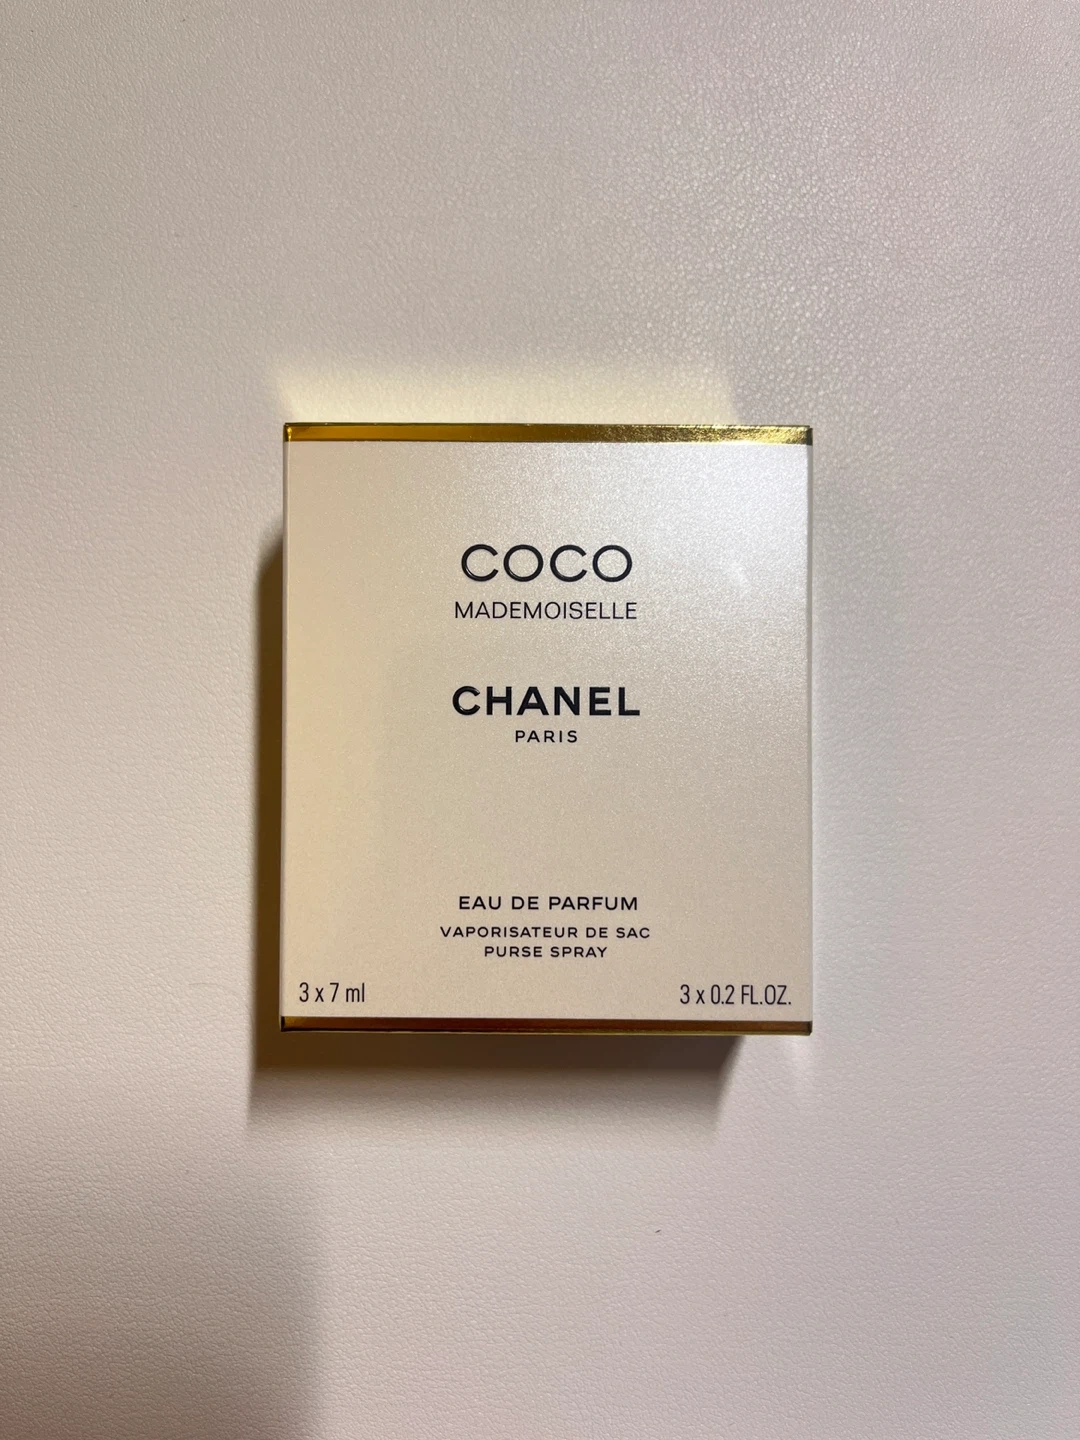 COCO
MADEMOISELLE
CHANEL
PARIS
EAU DE PARFUM
VAPORISATEUR DE SAC
PURSE SPRAY
3 x 7 ml
3 x 0.2 FL.OZ.